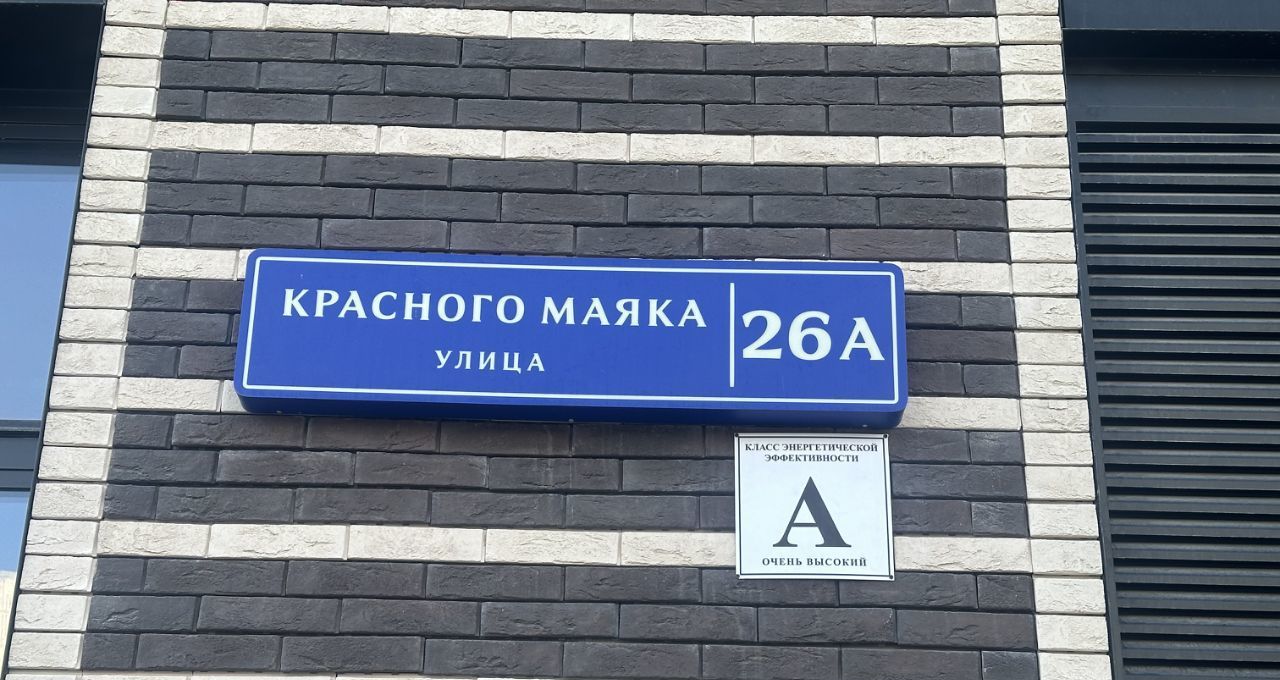 КРАСНОГО МАЯКА
УЛИЦА
26А
КЛАСС ЭНЕРГЕТИЧЕСКОЙ
ЭФФЕКТИВНОСТИ
А
ОЧЕНЬ ВЫСОКИЙ